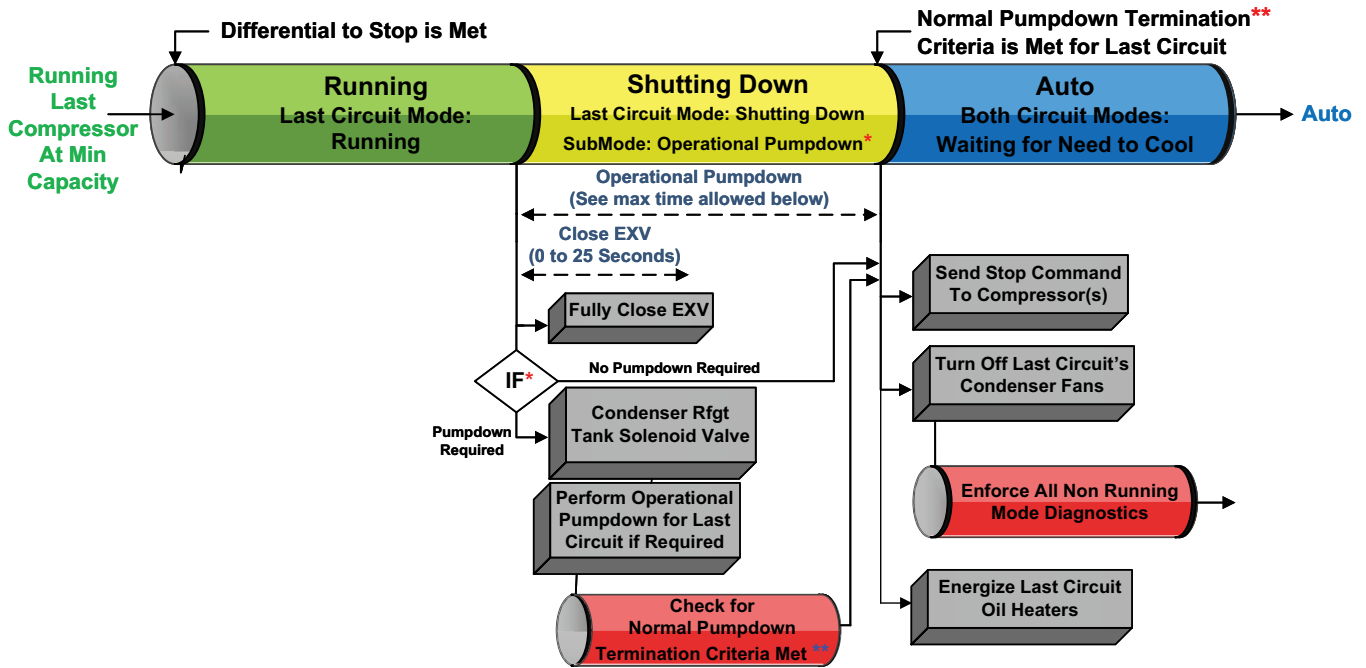 Differential to Stop is Met
Normal Pumpdown Termination**
Criteria is Met for Last Circuit
Running
Last
Compressor
At Min
Capacity
Running
Last Circuit Mode:
Running
Shutting Down
Last Circuit Mode: Shutting Down
SubMode: Operational Pumpdown*
Auto
Both Circuit Modes:
Waiting for Need to Cool
Auto
Operational Pumpdown
(See max time allowed below)
Close EXV
(0 to 25 Seconds)
Fully Close EXV
IF*
No Pumpdown Required
Pumpdown
Required
Condenser Rfgt
Tank Solenoid Valve
Perform Operational
Pumpdown for Last
Circuit if Required
Check for
Normal Pumpdown
Termination Criteria Met **
Send Stop Command
To Compressor(s)
Turn Off Last Circuit's
Condenser Fans
Enforce All Non Running
Mode Diagnostics
Energize Last Circuit
Oil Heaters